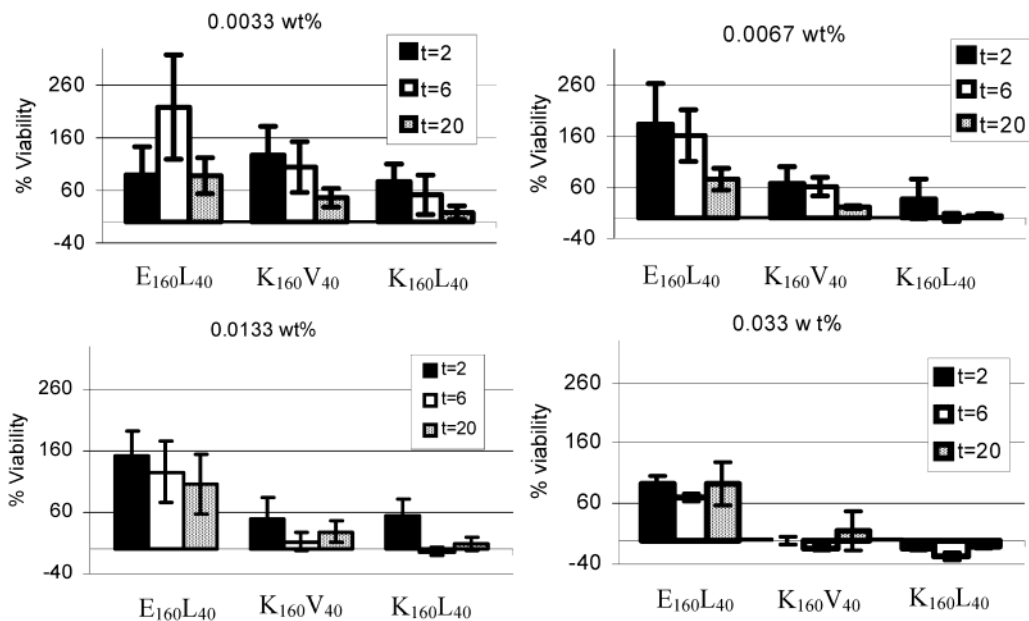 0.0033 wt%
% Viability
260
160
60
-40
t=2
t=6
t=20
E160L40
K160V40
K160L40
0.0067 wt%
% Viability
260
160
60
-40
t=2
t=6
t=20
E160L40
K160V40
K160L40
0.0133 wt%
% Viability
260
160
60
-40
t=2
t=6
t=20
E160L40
K160V40
K160L40
0.033 w t%
% viability
260
160
60
-40
t=2
t=6
t=20
E160L40
K160V40
K160L40